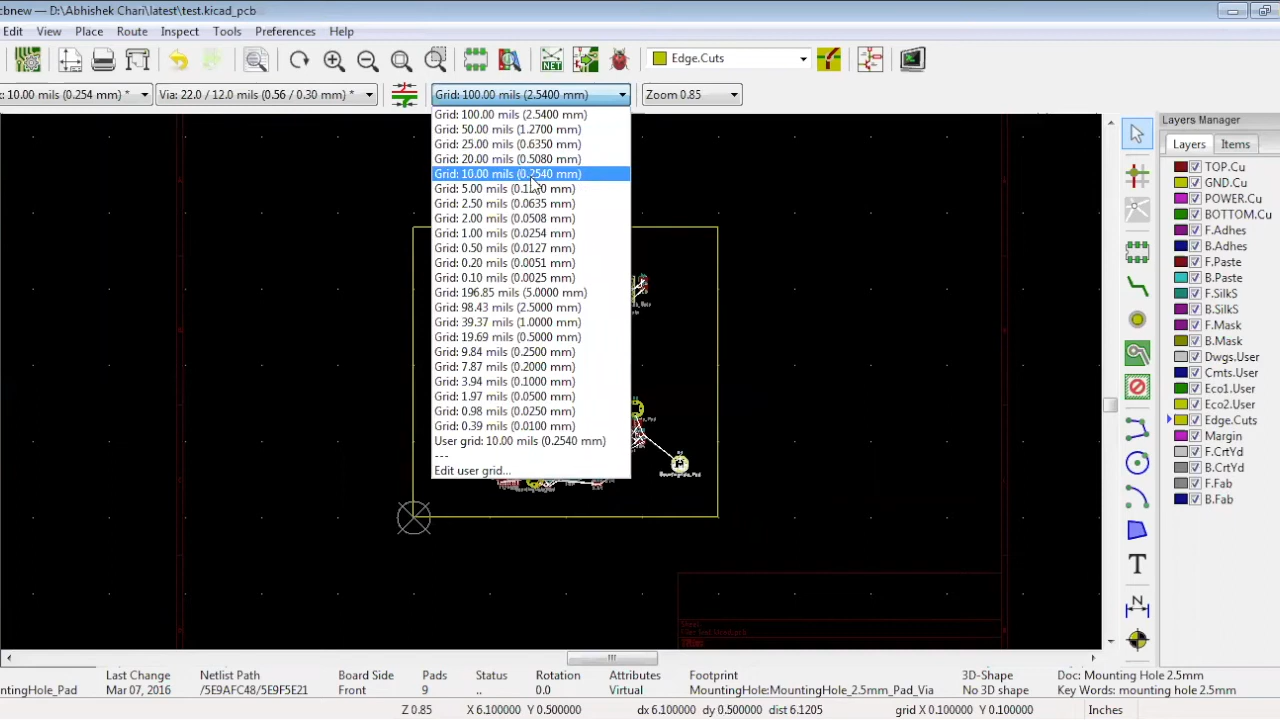 cbnew — D:\Abhishek Chari\latest\test.kicad_pcb
Edit View Place Route Inspect Tools Preferences Help
NET
Edge.Cuts
: 10.00 mils (0.254 mm) *
Via: 22.0 / 12.0 mils (0.56 / 0.30 mm) *
Grid: 100.00 mils (2.5400 mm)
Zoom 0.85
Grid: 100.00 mils (2.5400 mm)
Grid: 50.00 mils (1.2700 mm)
Grid: 25.00 mils (0.6350 mm)
Grid: 20.00 mils (0.5080 mm)
Grid: 10.00 mils (0.2540 mm)
Grid: 5.00 mils (0.1270 mm)
Grid: 2.50 mils (0.0635 mm)
Grid: 2.00 mils (0.0508 mm)
Grid: 1.00 mils (0.0254 mm)
Grid: 0.50 mils (0.0127 mm)
Grid: 0.20 mils (0.0051 mm)
Grid: 0.10 mils (0.0025 mm)
Grid: 196.85 mils (5.0000 mm)
Grid: 98.43 mils (2.5000 mm)
Grid: 39.37 mils (1.0000 mm)
Grid: 19.69 mils (0.5000 mm)
Grid: 9.84 mils (0.2500 mm)
Grid: 7.87 mils (0.2000 mm)
Grid: 3.94 mils (0.1000 mm)
Grid: 1.97 mils (0.0500 mm)
Grid: 0.98 mils (0.0250 mm)
Grid: 0.39 mils (0.0100 mm)
User grid: 10.00 mils (0.2540 mm)
---
Edit user grid...
Layers Manager
Layers Items
TOP.Cu
GND.Cu
POWER.Cu
BOTTOM.Cu
F.Adhes
B.Adhes
F.Paste
B.Paste
F.SilkS
B.SilkS
F.Mask
B.Mask
Dwgs.User
Cmts.User
Eco1.User
Eco2.User
Edge.Cuts
Margin
F.CrtYd
B.CrtYd
F.Fab
B.Fab
T
N
Last Change Netlist Path Board Side Pads Status Rotation Attributes Footprint 3D-Shape Doc: Mounting Hole 2.5mm
ntingHole_Pad Mar 07, 2016 /5E9AFC48/5E9F5E21 Front 9 .. 0.0 Virtual MountingHole:MountingHole_2.5mm_Pad_Via No 3D shape Key Words: mounting hole 2.5mm
Z 0.85 X 6.100000 Y 0.500000 dx 6.100000 dy 0.500000 dist 6.1205 grid X 0.100000 Y 0.100000 Inches